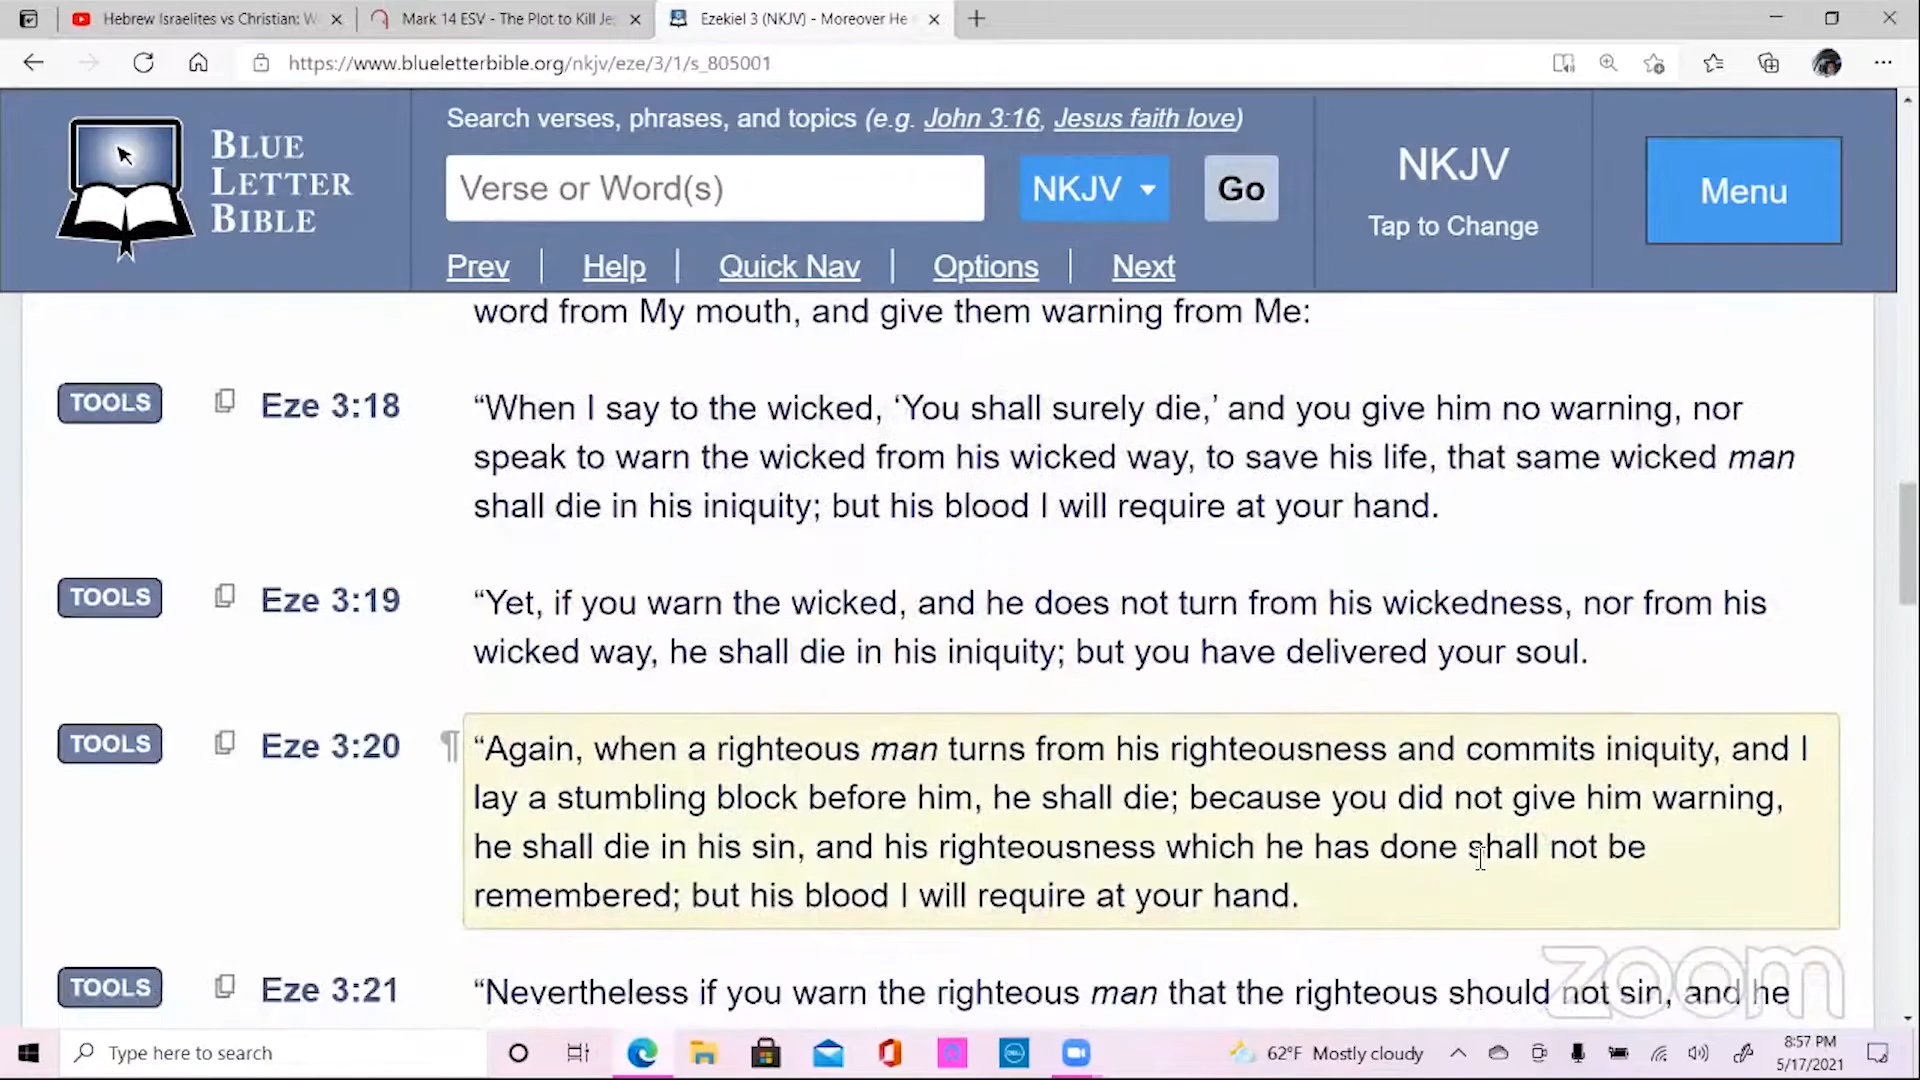 Hebrew Israelites vs Christian: W
Mark 14 ESV - The Plot to Kill Je
Ezekiel 3 (NKJV) - Moreover He
https://www.blueletterbible.org/nkjv/eze/3/1/s_805001
BLUE
LETTER
BIBLE
Search verses, phrases, and topics (e.g. John 3:16, Jesus faith love)
Verse or Word(s)
NKJV
Go
NKJV
Tap to Change
Menu
Prev
Help
Quick Nav
Options
Next
word from My mouth, and give them warning from Me:
TOOLS
Eze 3:18
“When I say to the wicked, ‘You shall surely die,’ and you give him no warning, nor
speak to warn the wicked from his wicked way, to save his life, that same wicked man
shall die in his iniquity; but his blood I will require at your hand.
TOOLS
Eze 3:19
“Yet, if you warn the wicked, and he does not turn from his wickedness, nor from his
wicked way, he shall die in his iniquity; but you have delivered your soul.
TOOLS
Eze 3:20
¶ “Again, when a righteous man turns from his righteousness and commits iniquity, and I
lay a stumbling block before him, he shall die; because you did not give him warning,
he shall die in his sin, and his righteousness which he has done shall not be
remembered; but his blood I will require at your hand.
TOOLS
Eze 3:21
“Nevertheless if you warn the righteous man that the righteous should not sin, and he
zoom
Type here to search
DELL
62°F Mostly cloudy
8:57 PM
5/17/2021